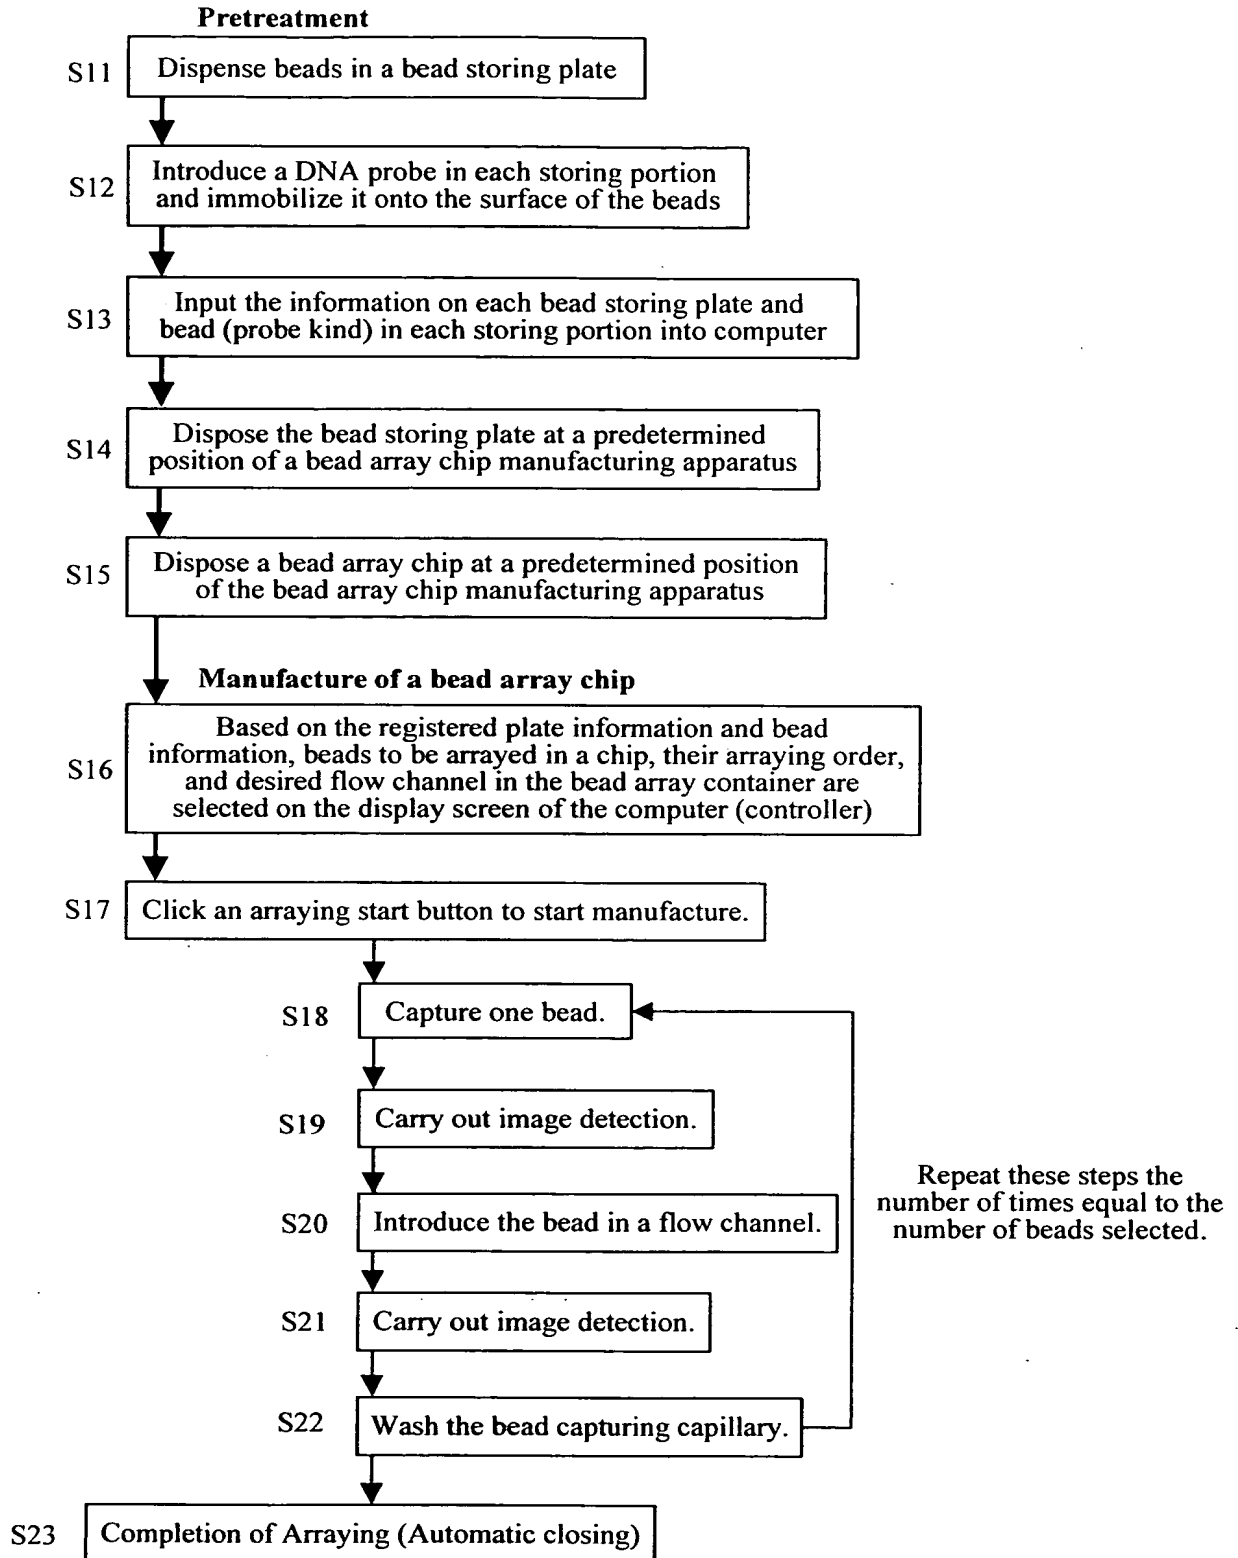 Pretreatment
S11
Dispense beads in a bead storing plate
S12
Introduce a DNA probe in each storing portion
and immobilize it onto the surface of the beads
S13
Input the information on each bead storing plate and
bead (probe kind) in each storing portion into computer
S14
Dispose the bead storing plate at a predetermined
position of a bead array chip manufacturing apparatus
S15
Dispose a bead array chip at a predetermined position
of the bead array chip manufacturing apparatus
Manufacture of a bead array chip
S16
Based on the registered plate information and bead
information, beads to be arrayed in a chip, their arraying order,
and desired flow channel in the bead array container are
selected on the display screen of the computer (controller)
S17
Click an arraying start button to start manufacture.
S18
Capture one bead.
S19
Carry out image detection.
S20
Introduce the bead in a flow channel.
S21
Carry out image detection.
S22
Wash the bead capturing capillary.
Repeat these steps the
number of times equal to the
number of beads selected.
S23
Completion of Arraying (Automatic closing)